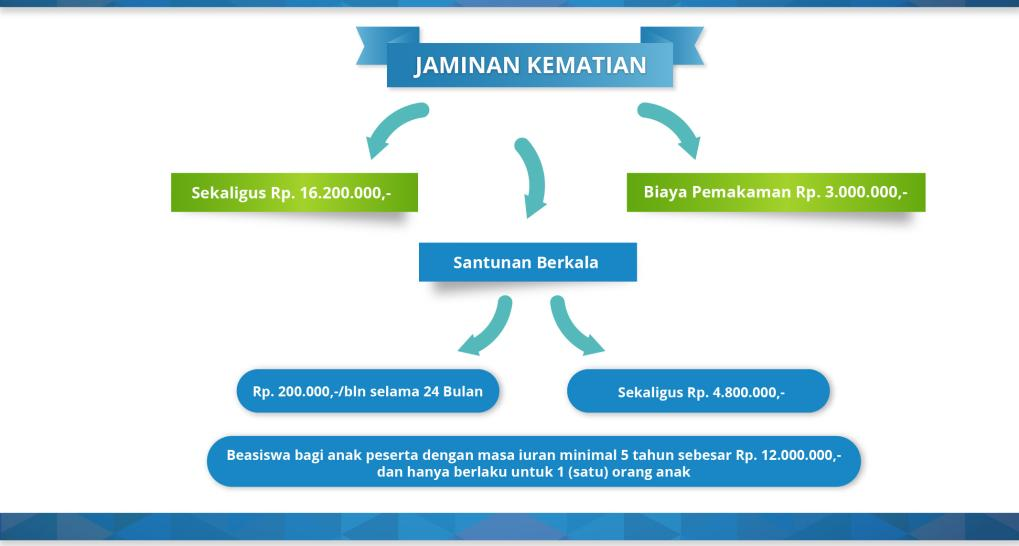 JAMINAN KEMATIAN
Sekaligus Rp. 16.200.000,-
Biaya Pemakaman Rp. 3.000.000,-
Santunan Berkala
Rp. 200.000,-/bln selama 24 Bulan
Sekaligus Rp. 4.800.000,-
Beasiswa bagi anak peserta dengan masa iuran minimal 5 tahun sebesar Rp. 12.000.000,-
dan hanya berlaku untuk 1 (satu) orang anak